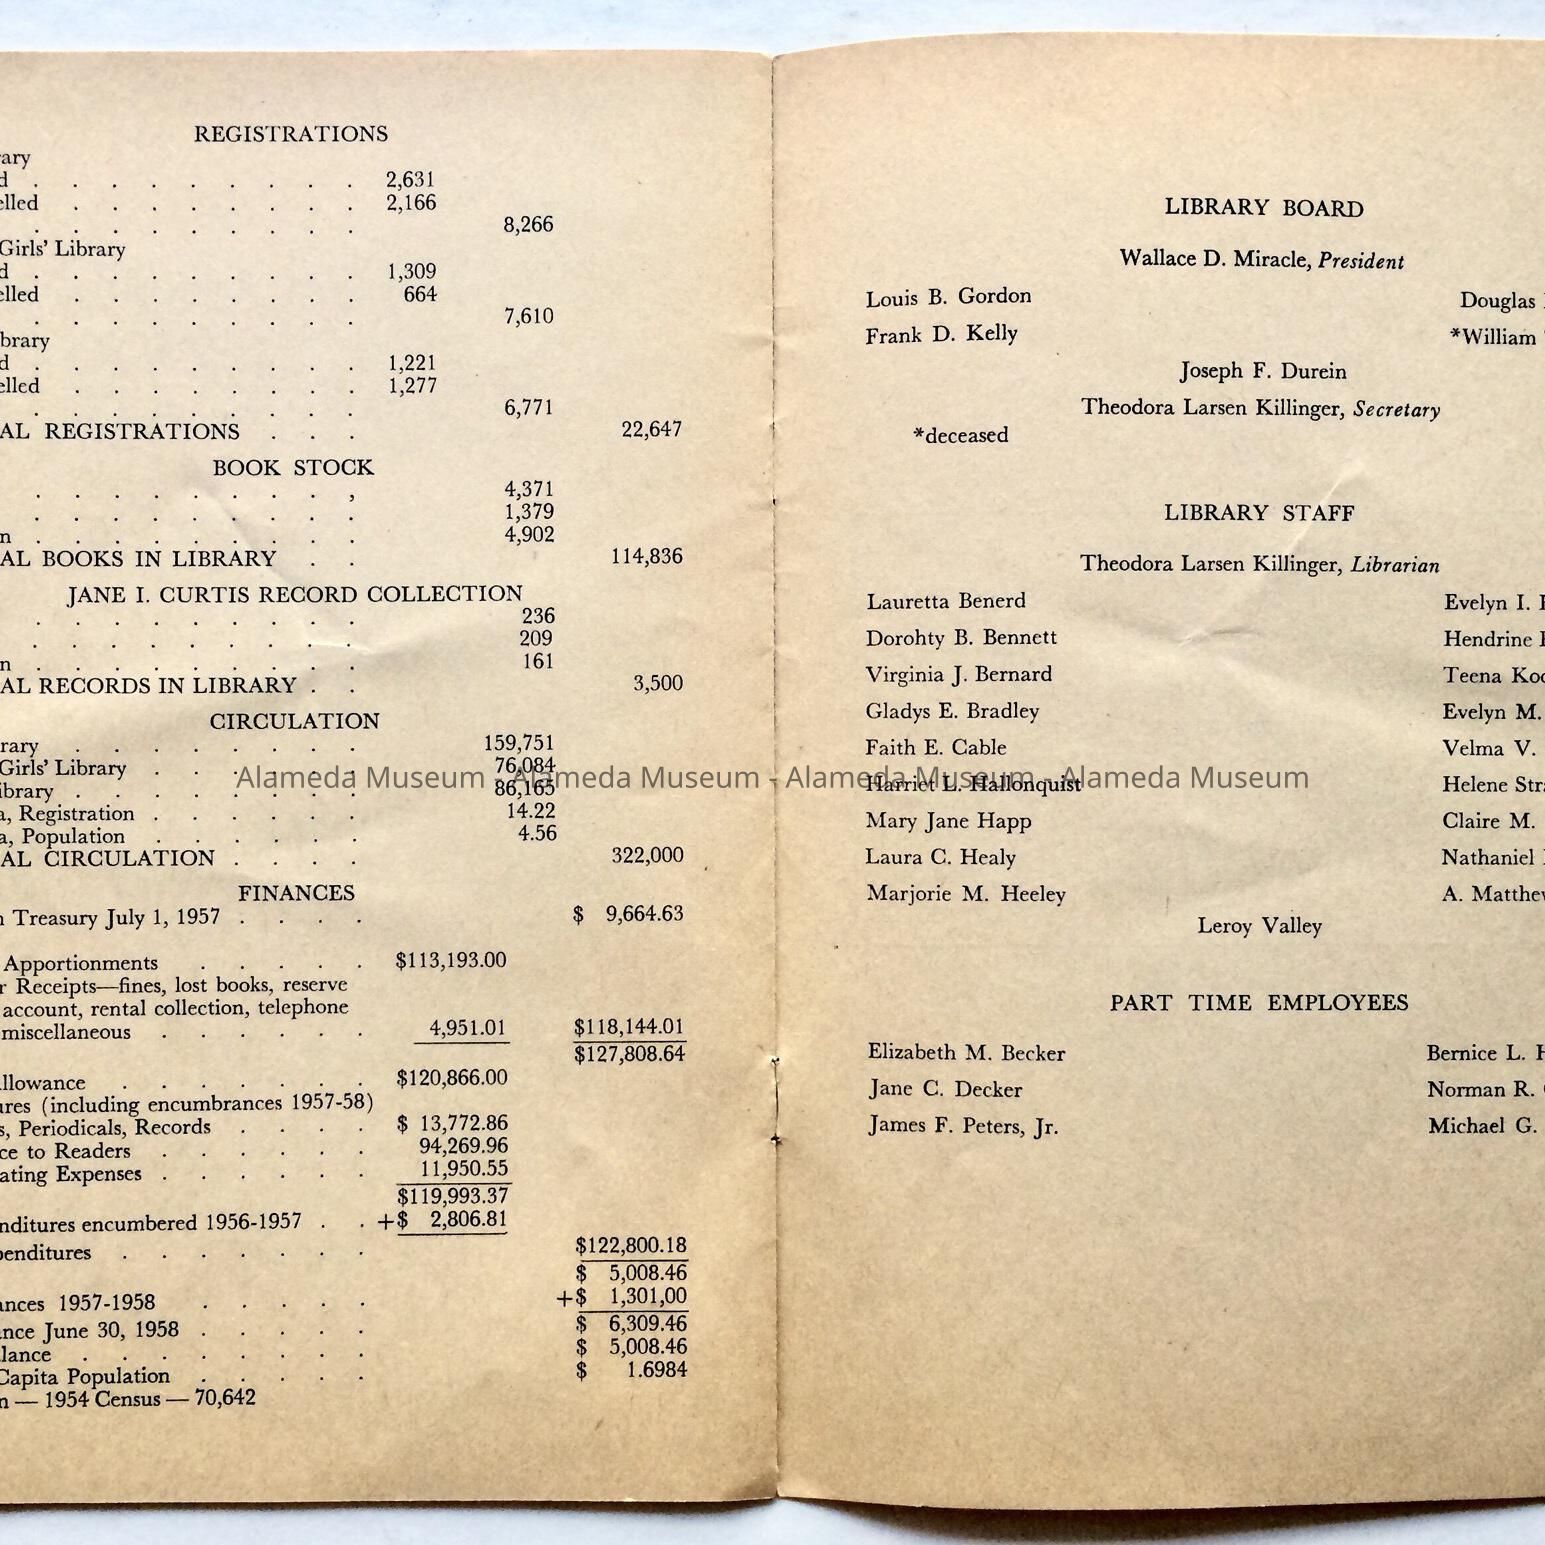 REGISTRATIONS
rary
d . . . . . . . . . 2,631
elled . . . . . . . . 2,166
. . . . . . . . . 8,266
Girls' Library
d . . . . . . . . . 1,309
elled . . . . . . . . 664
. . . . . . . . . 7,610
ibrary
d . . . . . . . . . 1,221
elled . . . . . . . . 1,277
. . . . . . . . . 6,771
AL REGISTRATIONS . . . 22,647
BOOK STOCK
. . . . . . . . , 4,371
. . . . . . . . . 1,379
n . . . . . . . . . 4,902
AL BOOKS IN LIBRARY . . 114,836
JANE I. CURTIS RECORD COLLECTION
. . . . . . . . . 236
. . . . . . . . . 209
n . . . . . . . . . 161
AL RECORDS IN LIBRARY . . 3,500
CIRCULATION
rary . . . . . . . . 159,751
Girls' Library . . . . . . 76,084
ibrary . . . . . . . . 86,165
a, Registration . . . . . . 14.22
a, Population . . . . . 4.56
AL CIRCULATION . . . . 322,000
FINANCES
n Treasury July 1, 1957 . . . . $ 9,664.63
Apportionments . . . . . $113,193.00
r Receipts—fines, lost books, reserve
account, rental collection, telephone
miscellaneous . . . . . . 4,951.01 $118,144.01
$127,808.64
llowance . . . . . . . $120,866.00
ures (including encumbrances 1957-58)
s, Periodicals, Records . . . . $ 13,772.86
ce to Readers . . . . . . 94,269.96
ating Expenses . . . . . . 11,950.55
$119,993.37
nditures encumbered 1956-1957 . . +$ 2,806.81
penditures . . . . . . . $122,800.18
$ 5,008.46
ances 1957-1958 . . . . . +$ 1,301,00
ance June 30, 1958 . . . . . $ 6,309.46
alance . . . . . . . . $ 5,008.46
Capita Population . . . . . $ 1.6984
n — 1954 Census — 70,642
LIBRARY BOARD
Wallace D. Miracle, President
Louis B. Gordon Douglas
Frank D. Kelly *William
Joseph F. Durein
Theodora Larsen Killinger, Secretary
*deceased
LIBRARY STAFF
Theodora Larsen Killinger, Librarian
Lauretta Benerd Evelyn I.
Dorohty B. Bennett Hendrine
Virginia J. Bernard Teena
Gladys E. Bradley Evelyn M.
Faith E. Cable Velma V.
Harriet L. Hallonquist Helene
Mary Jane Happ Claire M.
Laura C. Healy Nathaniel
Marjorie M. Heeley A. Matthew
Leroy Valley
PART TIME EMPLOYEES
Elizabeth M. Becker Bernice L.
Jane C. Decker Norman R.
James F. Peters, Jr. Michael G.
Alameda Museum - Alameda Museum - Alameda Museum - Alameda Museum